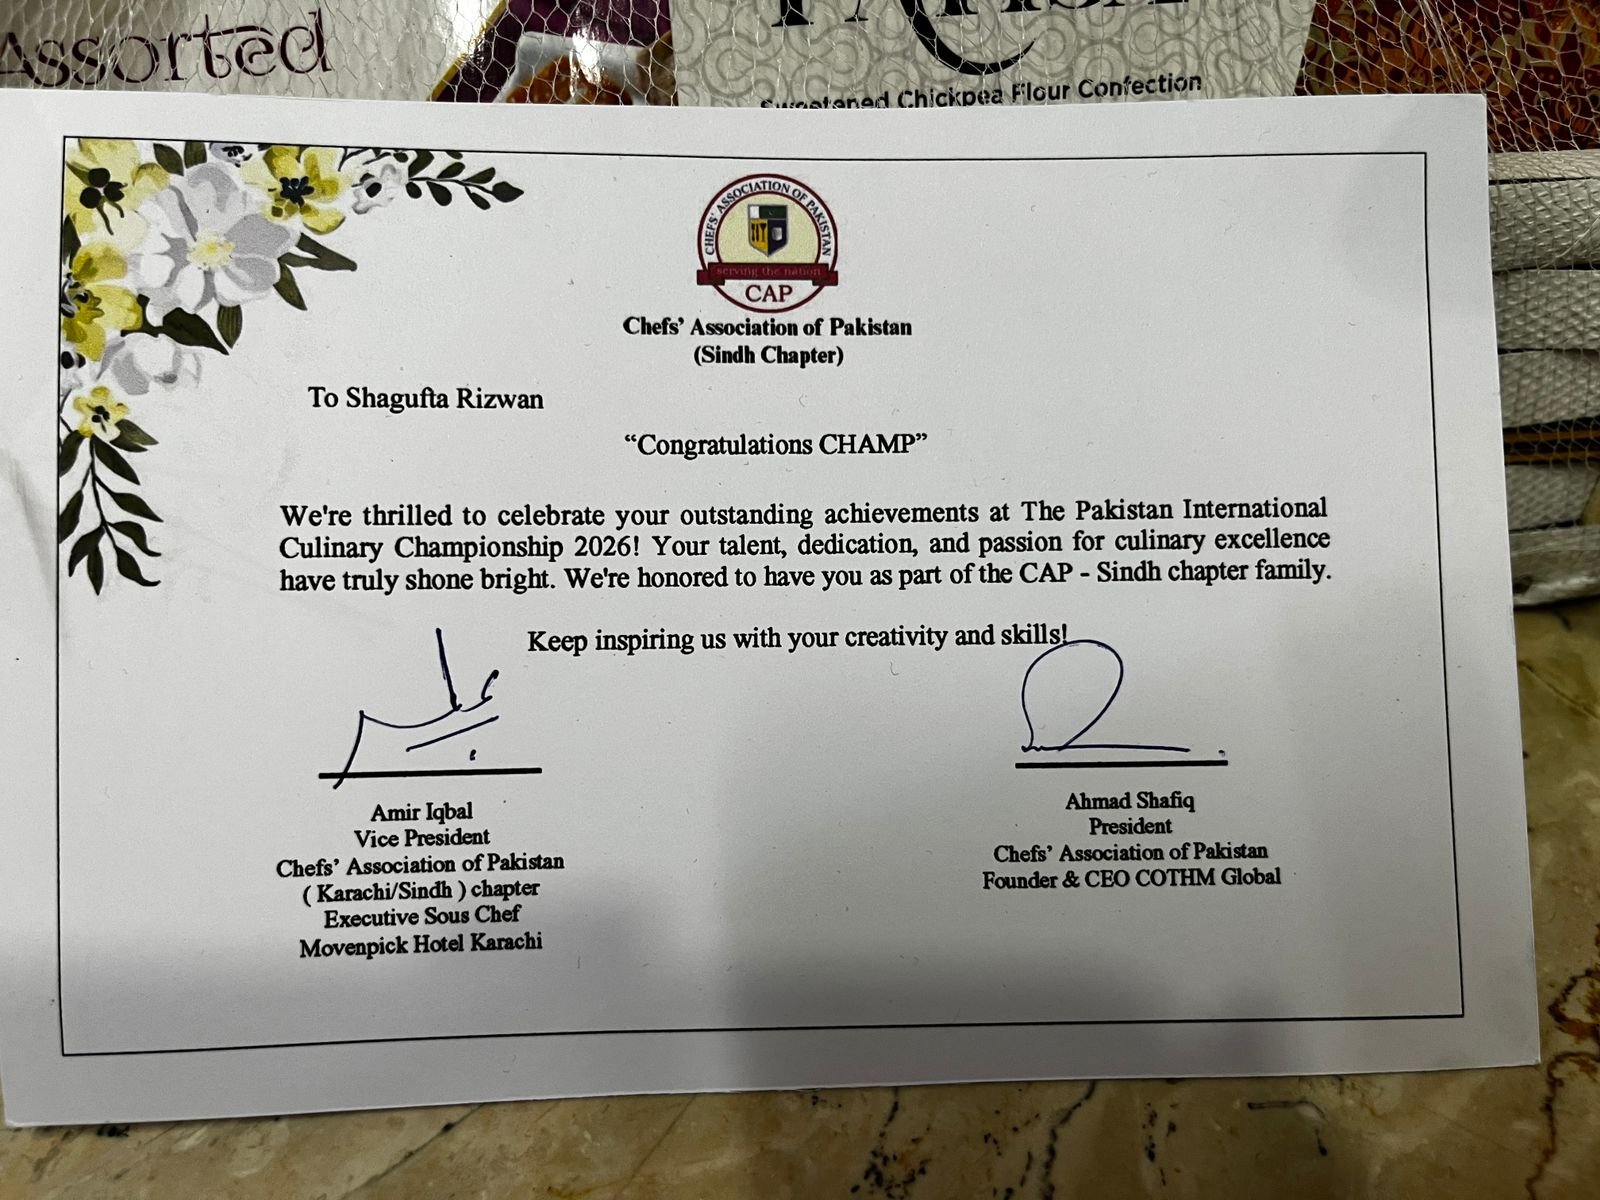 Assorted
Sweetened Chickpea Flour Confection
CHEFS' ASSOCIATION OF PAKISTAN
serving the nation
CAP
Chefs' Association of Pakistan
(Sindh Chapter)
To Shagufta Rizwan
“Congratulations CHAMP”
We're thrilled to celebrate your outstanding achievements at The Pakistan International
Culinary Championship 2026! Your talent, dedication, and passion for culinary excellence
have truly shone bright. We're honored to have you as part of the CAP - Sindh chapter family.
Keep inspiring us with your creativity and skills!
Amir Iqbal
Vice President
Chefs' Association of Pakistan
( Karachi/Sindh ) chapter
Executive Sous Chef
Movenpick Hotel Karachi
Ahmad Shafiq
President
Chefs' Association of Pakistan
Founder & CEO COTHM Global